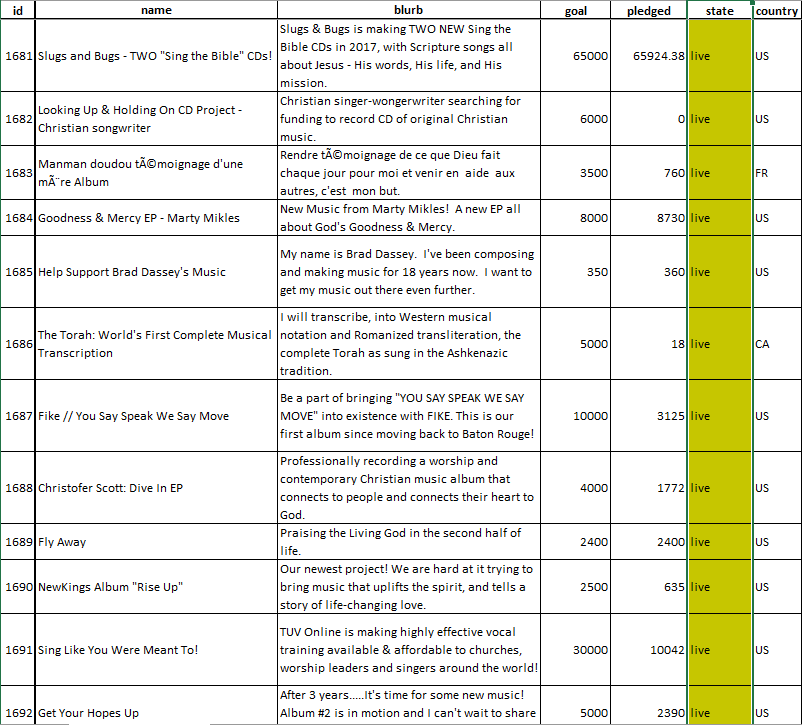 id name blurb goal pledged state country
Slugs & Bugs is making TWO NEW Sing the
Bible CDs in 2017, with Scripture songs all
1681 Slugs and Bugs - TWO "Sing the Bible" CDs! about Jesus - His words, His life, and His 65000 65924.38 live US
mission.
Looking Up & Holding On CD Project - Christian singer-wongerwriter searching for
1682 funding to record CD of original Christian 6000 0 live US
Christian songwriter music.
Manman doudou tÃ©moignage d'une Rendre tÃ©moignage de ce que Dieu fait
1683 chaque jour pour moi et venir en  aide  aux 3500 760 live FR
mÃ¨re Album autres, c'est  mon but.
1684 Goodness & Mercy EP - Marty Mikles New Music from Marty Mikles!  A new EP all 8000 8730 live US
about God's Goodness & Mercy.
My name is Brad Dassey.  I've been composing
1685 Help Support Brad Dassey's Music and making music for 18 years now.  I want to 350 360 live US
get my music out there even further.
I will transcribe, into Western musical
The Torah: World's First Complete Musical notation and Romanized transliteration, the
1686 5000 18 live CA
Transcription complete Torah as sung in the Ashkenazic
tradition.
Be a part of bringing "YOU SAY SPEAK WE SAY
1687 Fike // You Say Speak We Say Move MOVE" into existence with FIKE. This is our 10000 3125 live US
first album since moving back to Baton Rouge!
Professionally recording a worship and
1688 Christofer Scott: Dive In EP contemporary Christian music album that 4000 1772 live US
connects to people and connects their heart to
God.
1689 Fly Away Praising the Living God in the second half of 2400 2400 live US
life.
Our newest project! We are hard at it trying to
1690 NewKings Album "Rise Up" bring music that uplifts the spirit, and tells a 2500 635 live US
story of life-changing love.
TUV Online is making highly effective vocal
1691 Sing Like You Were Meant To! training available & affordable to churches, 30000 10042 live US
worship leaders and singers around the world!
After 3 years.....It's time for some new music!
1692 Get Your Hopes Up Album #2 is in motion and I can't wait to share 5000 2390 live US